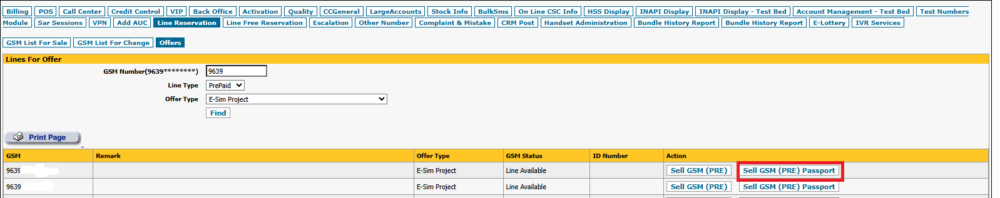 Billing POS Call Center Credit Control VIP Back Office Activation Quality CCGeneral LargeAccounts Stock Info BulkSms On Line CSC Info HSS Display INAPI Display INAPI Display - Test Bed Account Management - Test Bed Test Numbers
Module Sar Sessions VPN Add AUC Line Reservation Line Free Reservation Escalation Other Number Complaint & Mistake CRM Post Handset Administration Bundle History Report Bundle History Report E-Lottery IVR Services
GSM List For Sale GSM List For Change Offers
Lines For Offer
GSM Number(9639********) 9639
Line Type PrePaid
Offer Type E-Sim Project
Find
Print Page
GSM Remark Offer Type GSM Status ID Number Action
9639 E-Sim Project Line Available Sell GSM (PRE) Sell GSM (PRE) Passport
9639 E-Sim Project Line Available Sell GSM (PRE) Sell GSM (PRE) Passport